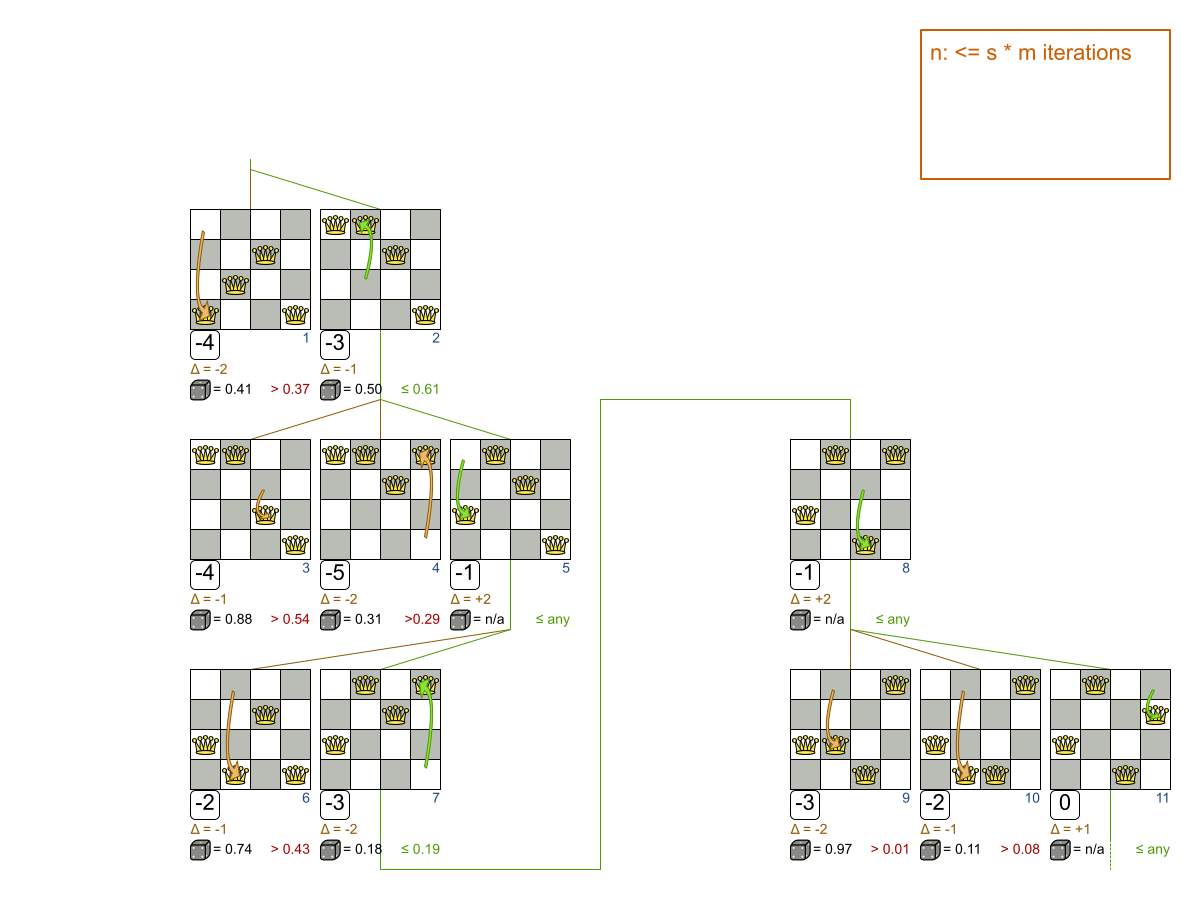 n: <= s * m iterations
-4 1
Δ = -2
= 0.41 > 0.37
-3 2
Δ = -1
= 0.50 ≤ 0.61
-4 3
Δ = -1
= 0.88 > 0.54
-5 4
Δ = -2
= 0.31 >0.29
-1 5
Δ = +2
= n/a ≤ any
-2 6
Δ = -1
= 0.74 > 0.43
-3 7
Δ = -2
= 0.18 ≤ 0.19
-1 8
Δ = +2
= n/a ≤ any
-3 9
Δ = -2
= 0.97 > 0.01
-2 10
Δ = -1
= 0.11 > 0.08
0 11
Δ = +1
= n/a ≤ any